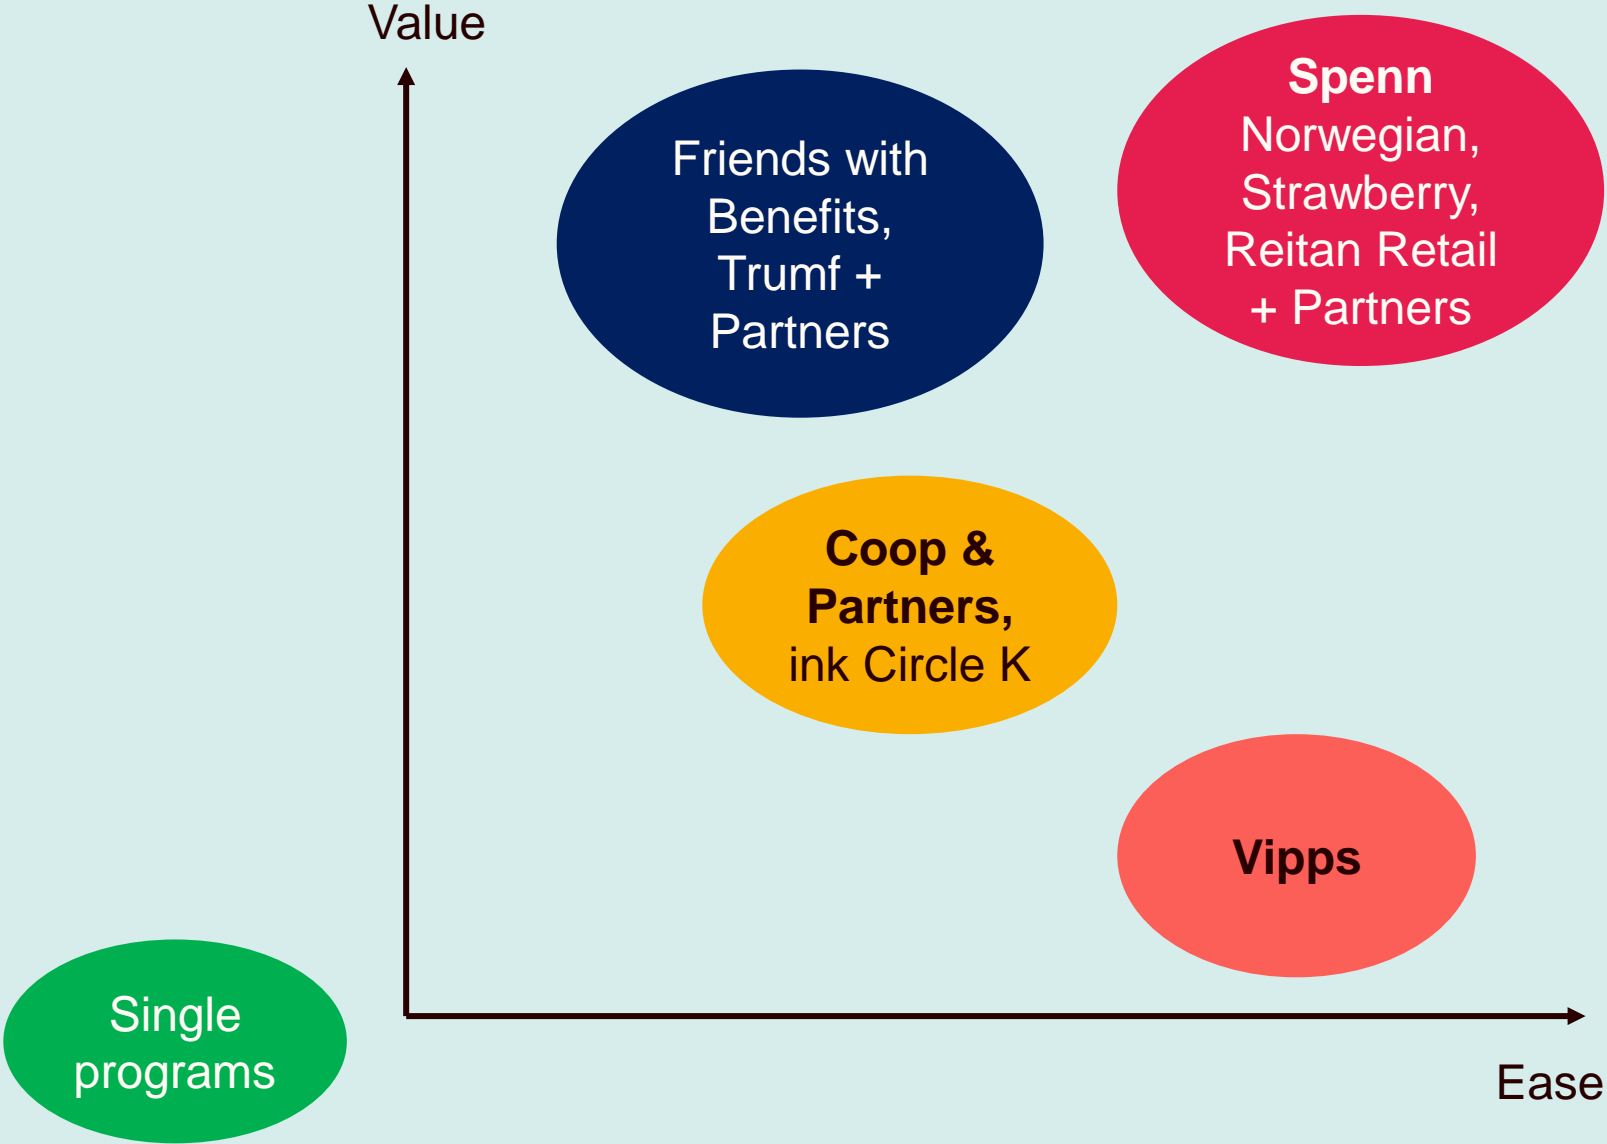 Value
Spenn
Norwegian,
Strawberry,
Reitan Retail
+ Partners
Friends with
Benefits,
Trumf +
Partners
Coop &
Partners,
ink Circle K
Vipps
Single
programs
Ease